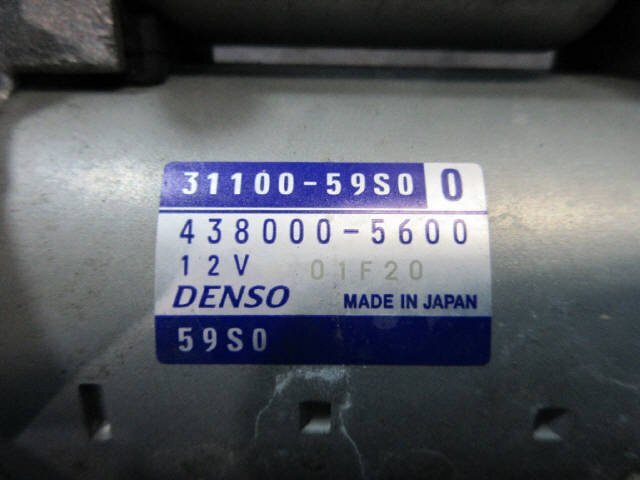 31100-59S0 0
438000-5600
12V 01F20
DENSO MADE IN JAPAN
59S0